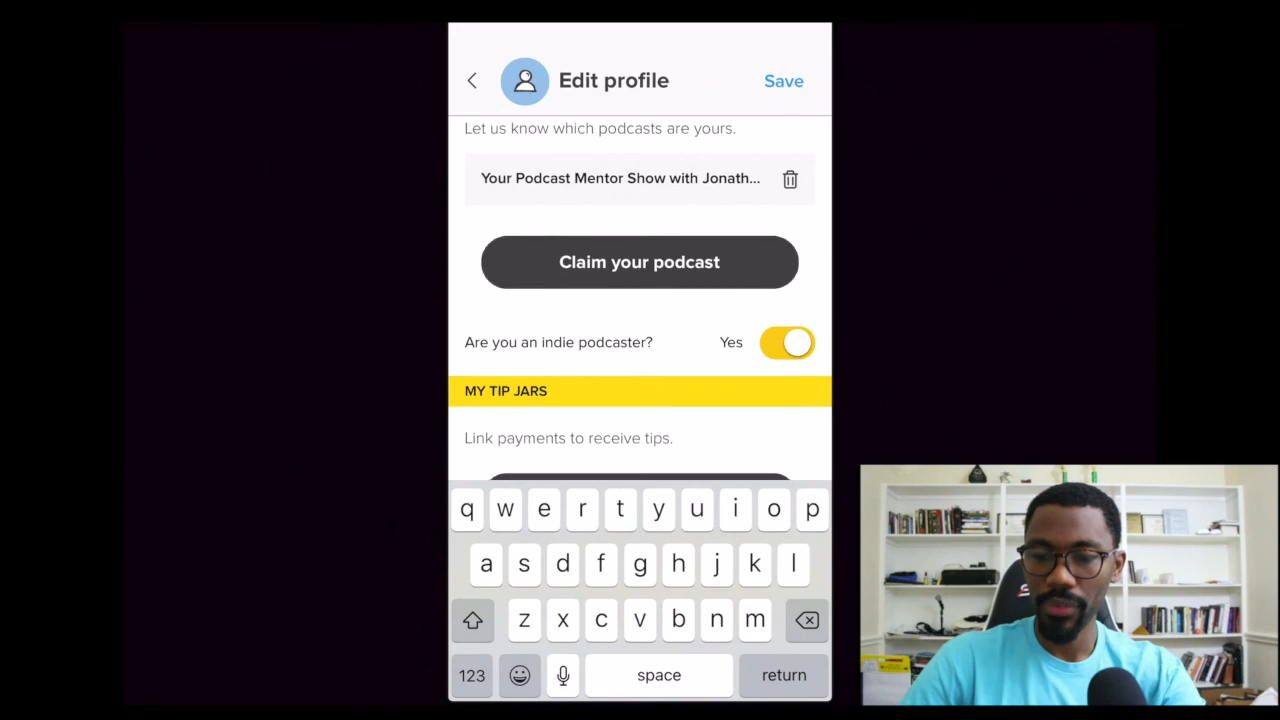 Edit profile
Save
Let us know which podcasts are yours.
Your Podcast Mentor Show with Jonath...
Claim your podcast
Are you an indie podcaster? Yes
MY TIP JARS
Link payments to receive tips.
q w e r t y u i o p
a s d f g h j k l
z x c v b n m
123 space return